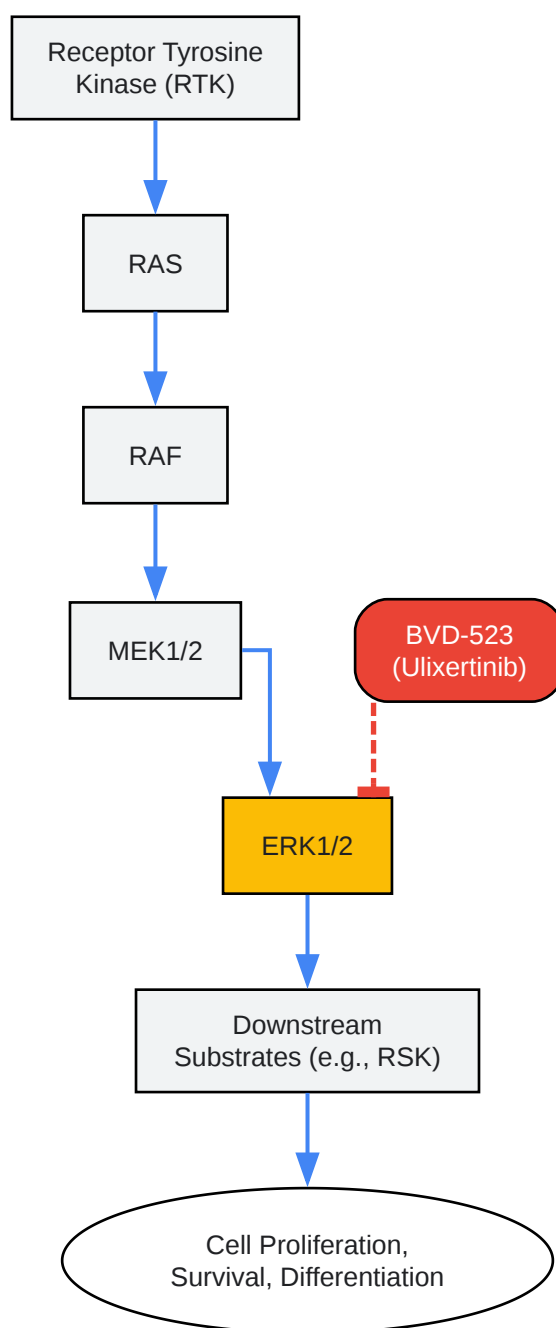 Receptor Tyrosine
Kinase (RTK)
RAS
RAF
MEK1/2
BVD-523
(Ulixertinib)
ERK1/2
Downstream
Substrates (e.g., RSK)
Cell Proliferation,
Survival, Differentiation